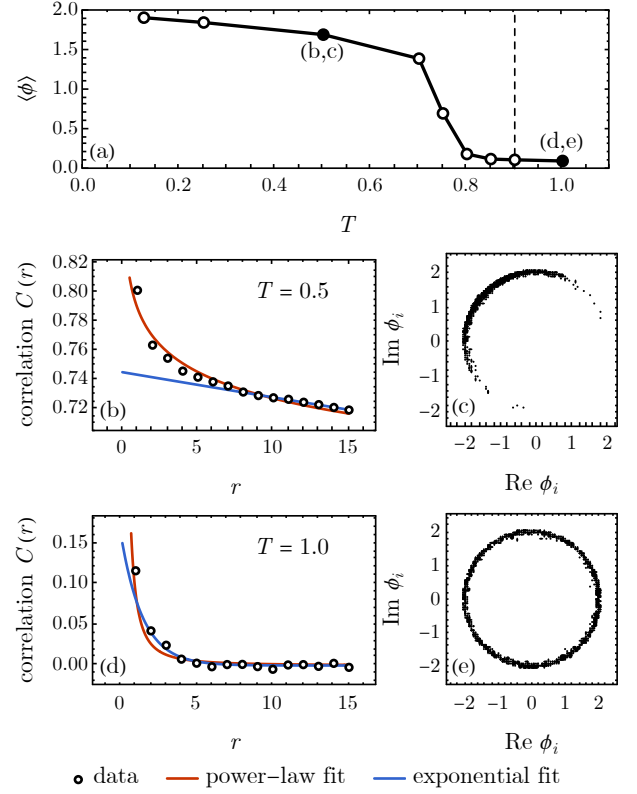 2.0
1.5
1.0
0.5
0.0
⟨ϕ⟩
(a)
(b,c)
(d,e)
0.0 0.2 0.4 0.6 0.8 1.0
T
0.82
0.80
0.78
0.76
0.74
0.72
correlation C (r)
T = 0.5
(b)
0 5 10 15
r
2
1
0
−1
−2
Im ϕi
(c)
−2 −1 0 1 2
Re ϕi
0.15
0.10
0.05
0.00
correlation C (r)
T = 1.0
(d)
0 5 10 15
r
2
1
0
−1
−2
Im ϕi
(e)
−2 −1 0 1 2
Re ϕi
data power−law fit exponential fit